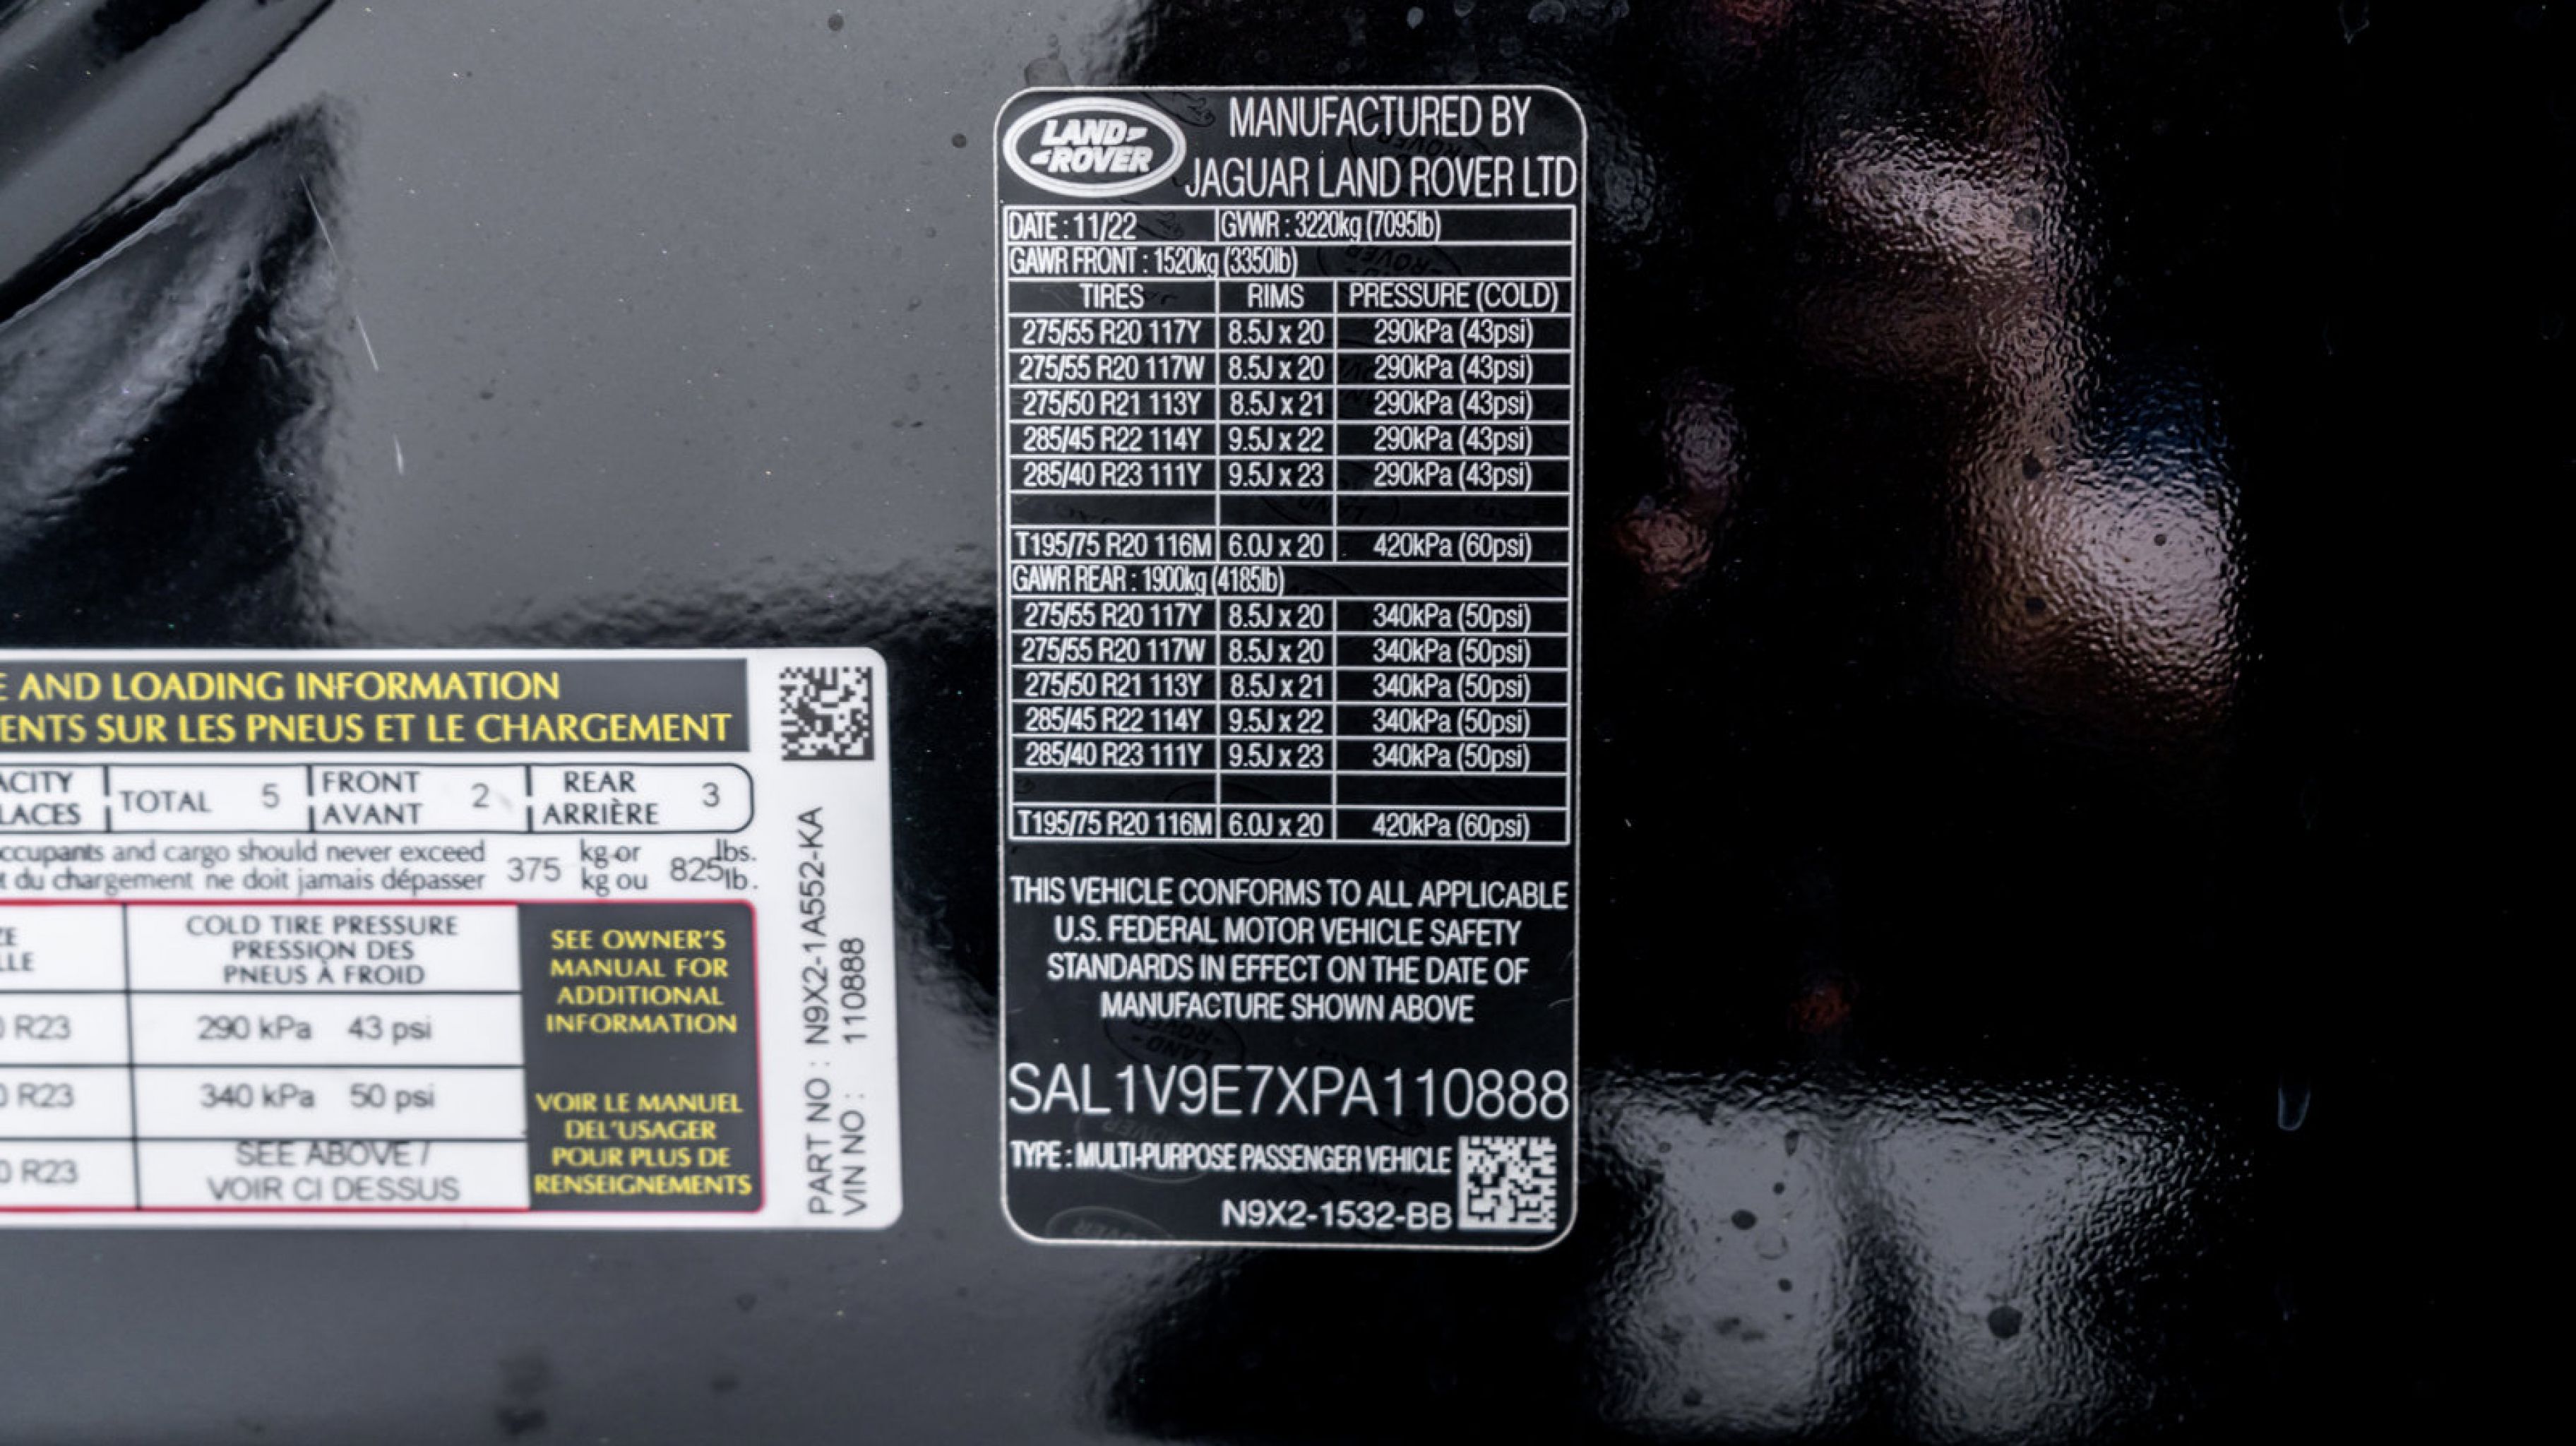 LAND-
-ROVER
MANUFACTURED BY
JAGUAR LAND ROVER LTD
DATE : 11/22 GVWR : 3220kg (7095lb)
GAWR FRONT : 1520kg (3350lb)
TIRES RIMS PRESSURE (COLD)
275/55 R20 117Y 8.5J x 20 290kPa (43psi)
275/55 R20 117W 8.5J x 20 290kPa (43psi)
275/50 R21 113Y 8.5J x 21 290kPa (43psi)
285/45 R22 114Y 9.5J x 22 290kPa (43psi)
285/40 R23 111Y 9.5J x 23 290kPa (43psi)
T195/75 R20 116M 6.0J x 20 420kPa (60psi)
GAWR REAR : 1900kg (4185lb)
275/55 R20 117Y 8.5J x 20 340kPa (50psi)
275/55 R20 117W 8.5J x 20 340kPa (50psi)
275/50 R21 113Y 8.5J x 21 340kPa (50psi)
285/45 R22 114Y 9.5J x 22 340kPa (50psi)
285/40 R23 111Y 9.5J x 23 340kPa (50psi)
T195/75 R20 116M 6.0J x 20 420kPa (60psi)
THIS VEHICLE CONFORMS TO ALL APPLICABLE
U.S. FEDERAL MOTOR VEHICLE SAFETY
STANDARDS IN EFFECT ON THE DATE OF
MANUFACTURE SHOWN ABOVE
SAL1V9E7XPA110888
TYPE : MULTI-PURPOSE PASSENGER VEHICLE
N9X2-1532-BB
E AND LOADING INFORMATION
ENTS SUR LES PNEUS ET LE CHARGEMENT
ACITY
LACES
TOTAL 5
FRONT
AVANT 2
REAR
ARRIÈRE 3
ccupants and cargo should never exceed
t du chargement ne doit jamais dépasser
375 kg or
kg ou 825 lbs.
lb.
ZE
LLE
COLD TIRE PRESSURE
PRESSION DES
PNEUS À FROID
0 R23 290 kPa 43 psi
0 R23 340 kPa 50 psi
0 R23 SEE ABOVE /
VOIR CI DESSUS
SEE OWNER'S
MANUAL FOR
ADDITIONAL
INFORMATION
VOIR LE MANUEL
DEL'USAGER
POUR PLUS DE
RENSEIGNEMENTS
PART NO : N9X2-1A552-KA
VIN NO : 110888